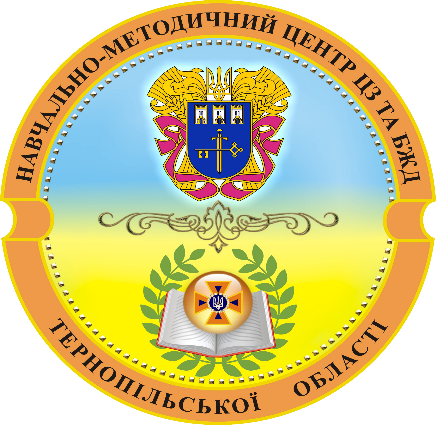 НАВЧАЛЬНО-МЕТОДИЧНИЙ ЦЕНТР ЦЗ ТА БЖД
ТЕРНОПІЛЬСЬКОЇ ОБЛАСТІ